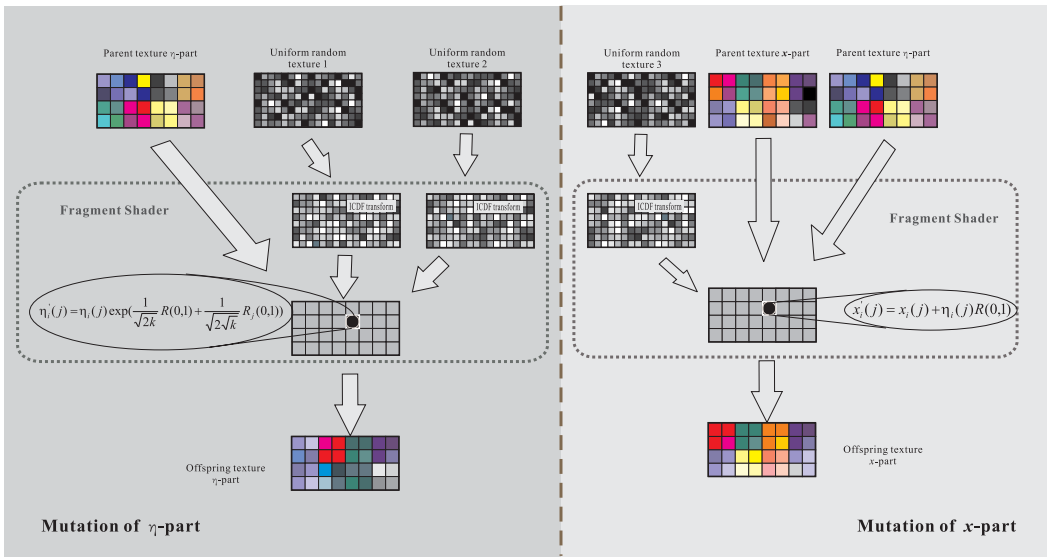 Parent texture η-part
Uniform random
texture 1
Uniform random
texture 2
Fragment Shader
ICDF transform
ICDF transform
η'ᵢ(j) = ηᵢ(j) exp(1/√2k R(0,1) + 1/√2√k Rⱼ(0,1))
Offspring texture
η-part
Mutation of η-part
Uniform random
texture 3
Parent texture x-part
Parent texture η-part
ICDF transform
Fragment Shader
x'ᵢ(j) = xᵢ(j) + ηᵢ(j)R(0,1)
Offspring texture
x-part
Mutation of x-part